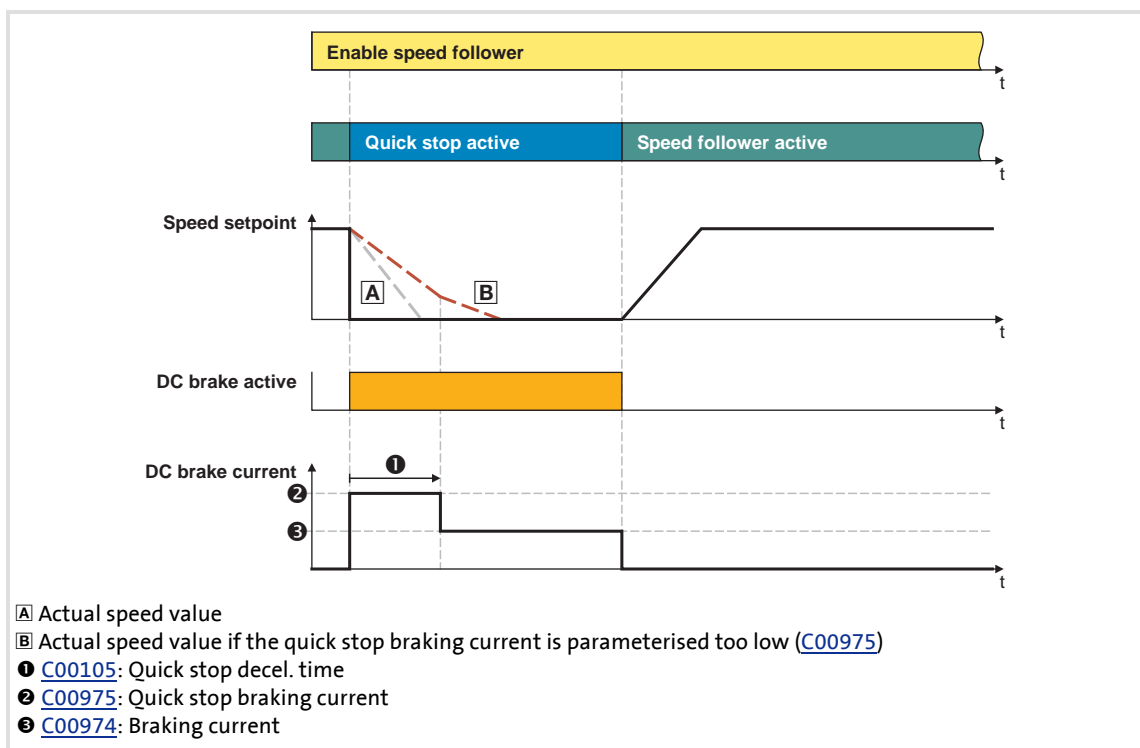 Enable speed follower
t
Quick stop active Speed follower active
t
Speed setpoint
A B
t
DC brake active
t
DC brake current
❶
❷
❸
t
A Actual speed value
B Actual speed value if the quick stop braking current is parameterised too low (C00975)
❶ C00105: Quick stop decel. time
❷ C00975: Quick stop braking current
❸ C00974: Braking current